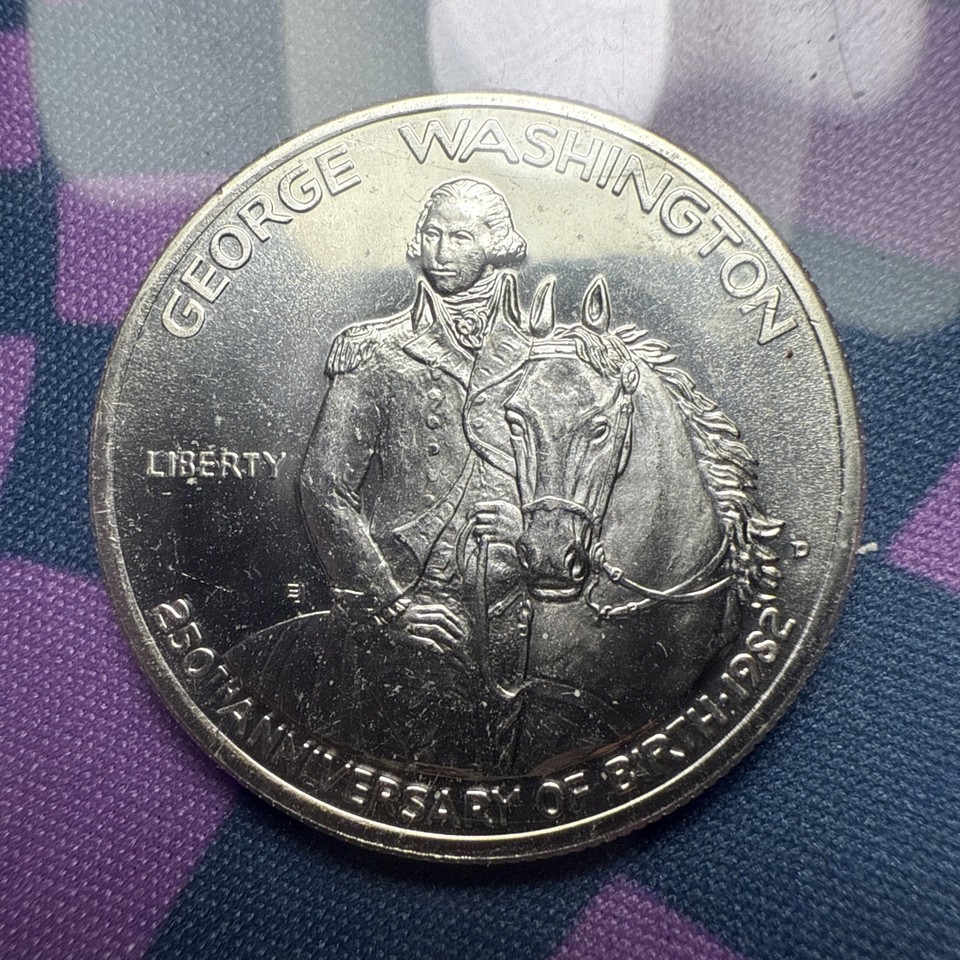 GEORGE WASHINGTON
LIBERTY
D
250TH ANNIVERSARY OF BIRTH·1982